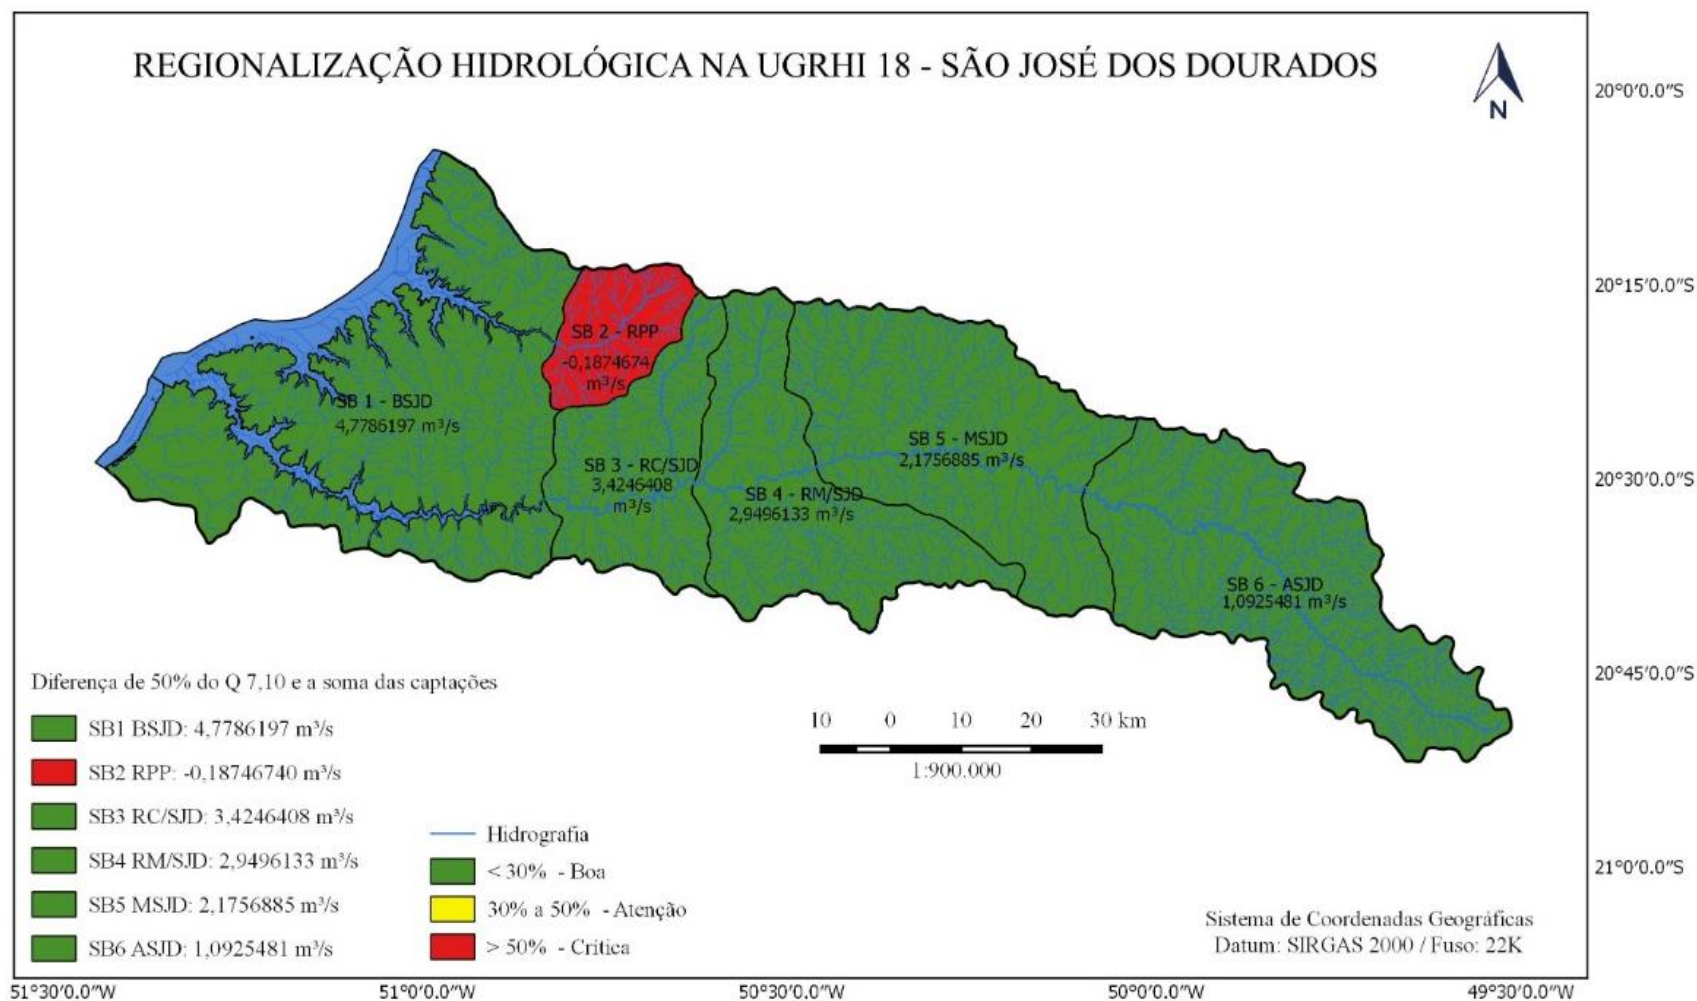 REGIONALIZAÇÃO HIDROLÓGICA NA UGRHI 18 - SÃO JOSÉ DOS DOURADOS
N
20°0'0.0"S
20°15'0.0"S
20°30'0.0"S
20°45'0.0"S
21°0'0.0"S
SB 2 - RPP
-0,1874674
m³/s
SB 1 - BSJD
4,7786197 m³/s
SB 3 - RC/SJD
3,4246408
m³/s
SB 4 - RM/SJD
2,9496133 m³/s
SB 5 - MSJD
2,1756885 m³/s
SB 6 - ASJD
1,0925481 m³/s
Diferença de 50% do Q 7,10 e a soma das captações
SB1 BSJD: 4,7786197 m³/s
SB2 RPP: -0,18746740 m³/s
SB3 RC/SJD: 3,4246408 m³/s
SB4 RM/SJD: 2,9496133 m³/s
SB5 MSJD: 2,1756885 m³/s
SB6 ASJD: 1,0925481 m³/s
Hidrografia
< 30% - Boa
30% a 50% - Atenção
> 50% - Crítica
10 0 10 20 30 km
1:900.000
Sistema de Coordenadas Geográficas
Datum: SIRGAS 2000 / Fuso: 22K
51°30'0.0"W 51°0'0.0"W 50°30'0.0"W 50°0'0.0"W 49°30'0.0"W